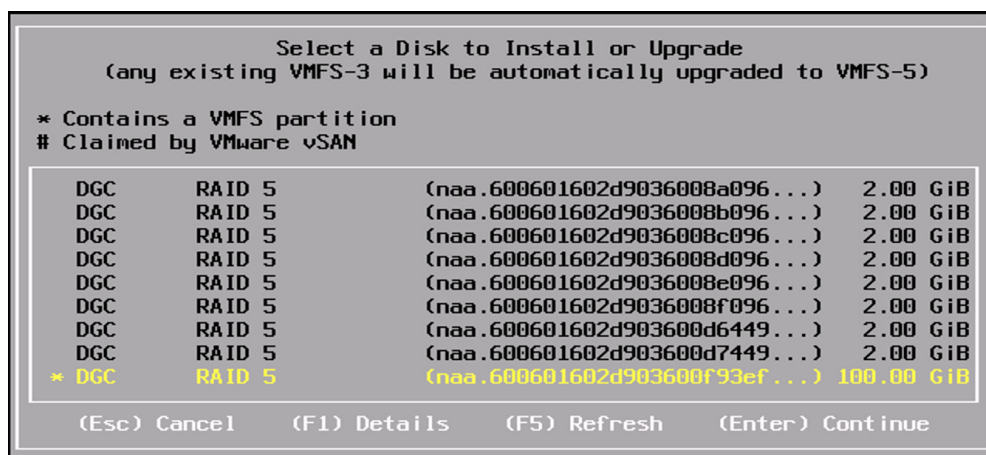 Select a Disk to Install or Upgrade
(any existing VMFS-3 will be automatically upgraded to VMFS-5)
* Contains a VMFS partition
# Claimed by VMware vSAN
DGC RAID 5 (naa.600601602d9036008a096...) 2.00 GiB
DGC RAID 5 (naa.600601602d9036008b096...) 2.00 GiB
DGC RAID 5 (naa.600601602d9036008c096...) 2.00 GiB
DGC RAID 5 (naa.600601602d9036008d096...) 2.00 GiB
DGC RAID 5 (naa.600601602d9036008e096...) 2.00 GiB
DGC RAID 5 (naa.600601602d9036008f096...) 2.00 GiB
DGC RAID 5 (naa.600601602d903600d6449...) 2.00 GiB
DGC RAID 5 (naa.600601602d903600d7449...) 2.00 GiB
* DGC RAID 5 (naa.600601602d903600f93ef...) 100.00 GiB
(Esc) Cancel (F1) Details (F5) Refresh (Enter) Continue